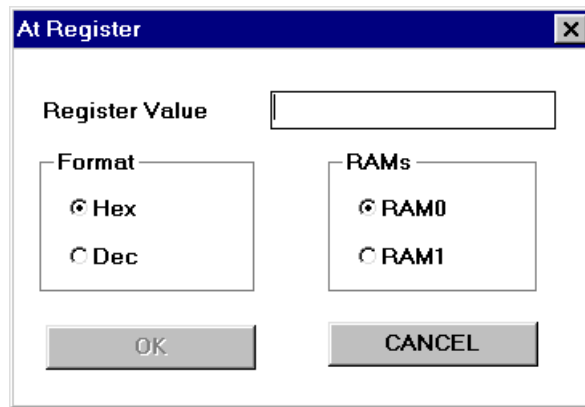 At Register
Register Value
Format
RAMs
Hex
RAM0
Dec
RAM1
OK
CANCEL